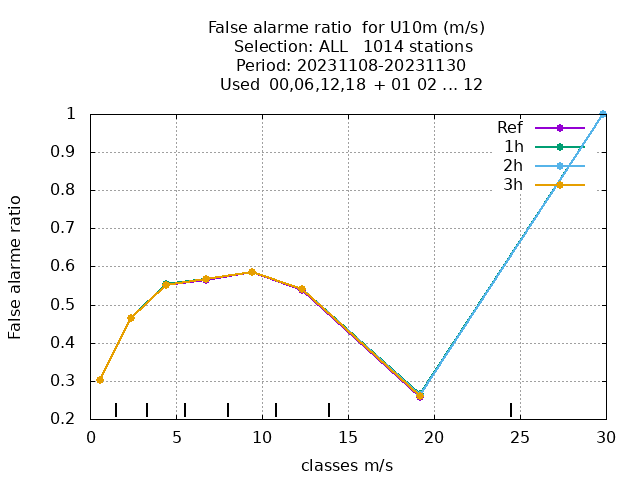 False alarme ratio  for U10m (m/s)
Selection: ALL   1014 stations
Period: 20231108-20231130
Used  00,06,12,18  + 01 02 ... 12
1
0.9
0.8
0.7
0.6
0.5
0.4
0.3
0.2
False alarme ratio
Ref
1h
2h
3h
0 5 10 15 20 25 30
classes m/s